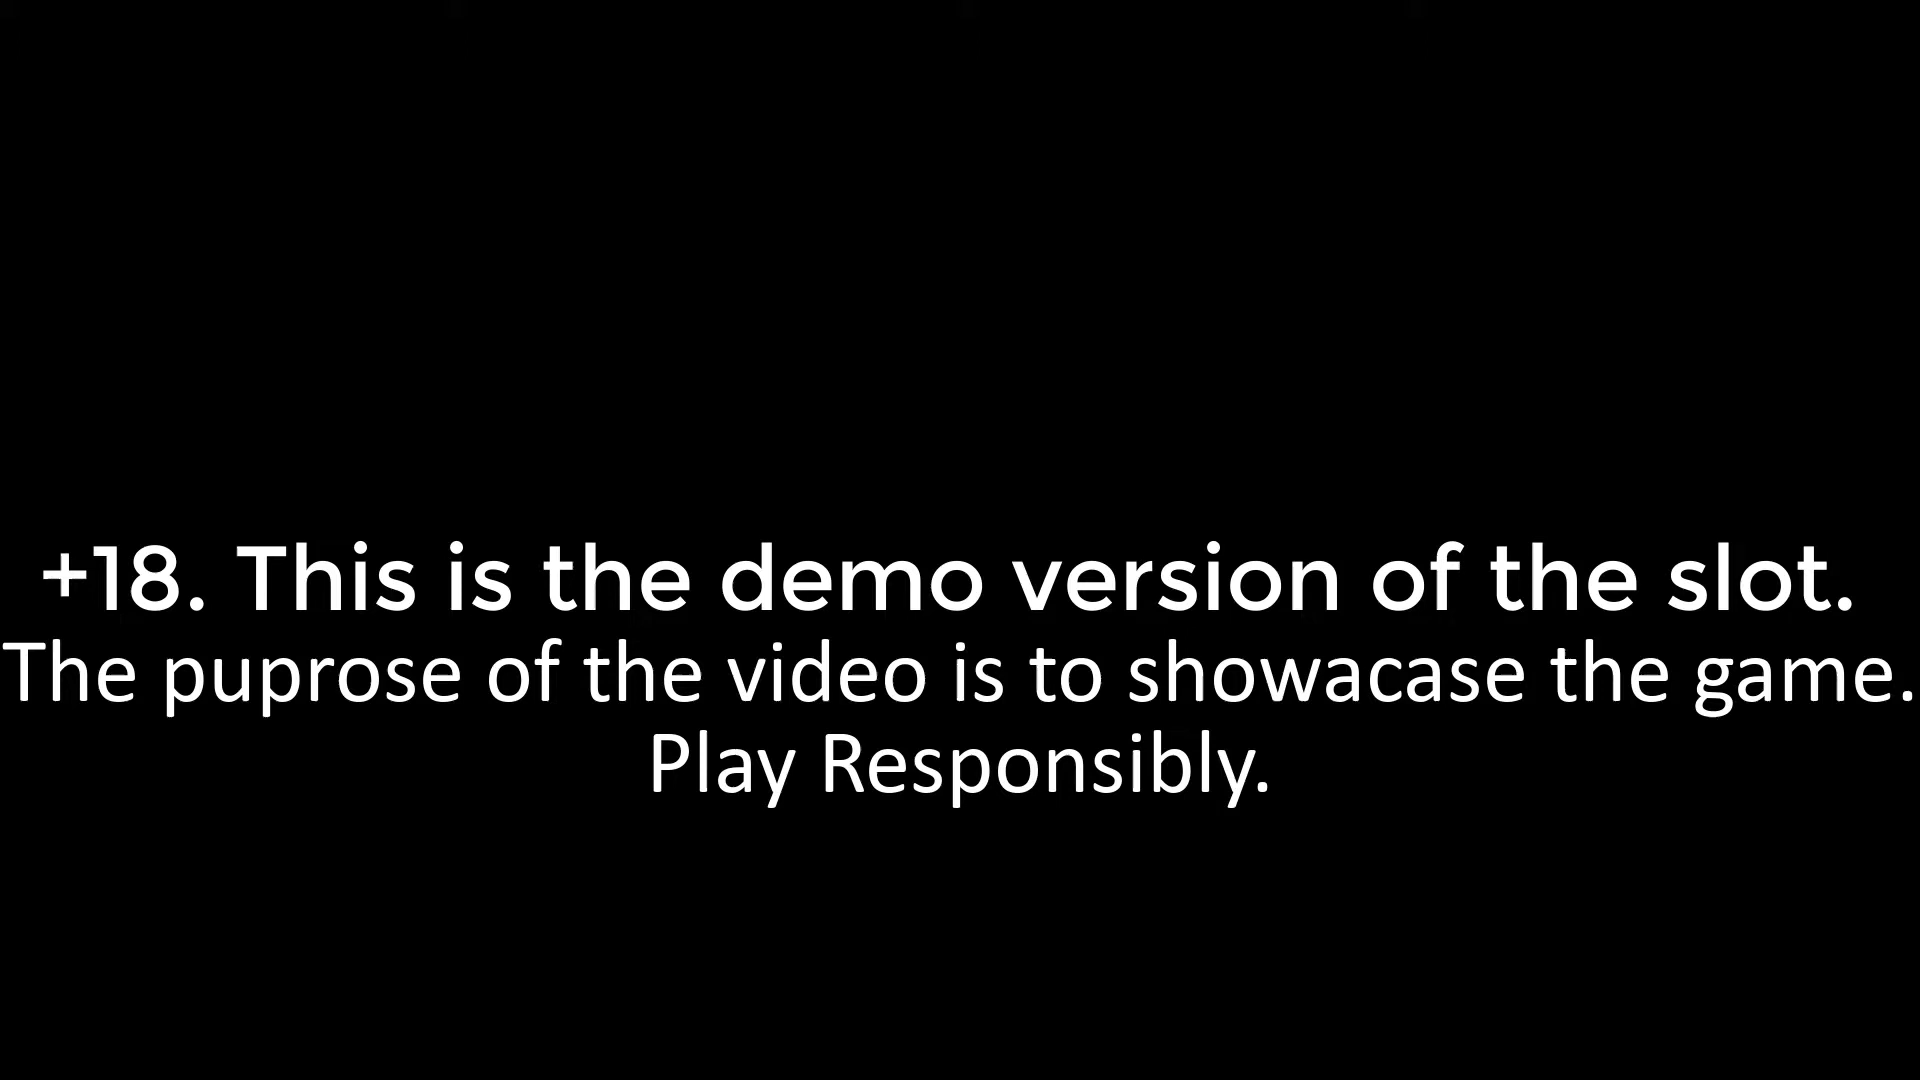 +18. This is the demo version of the slot.
The puprose of the video is to showacase the game.
Play Responsibly.